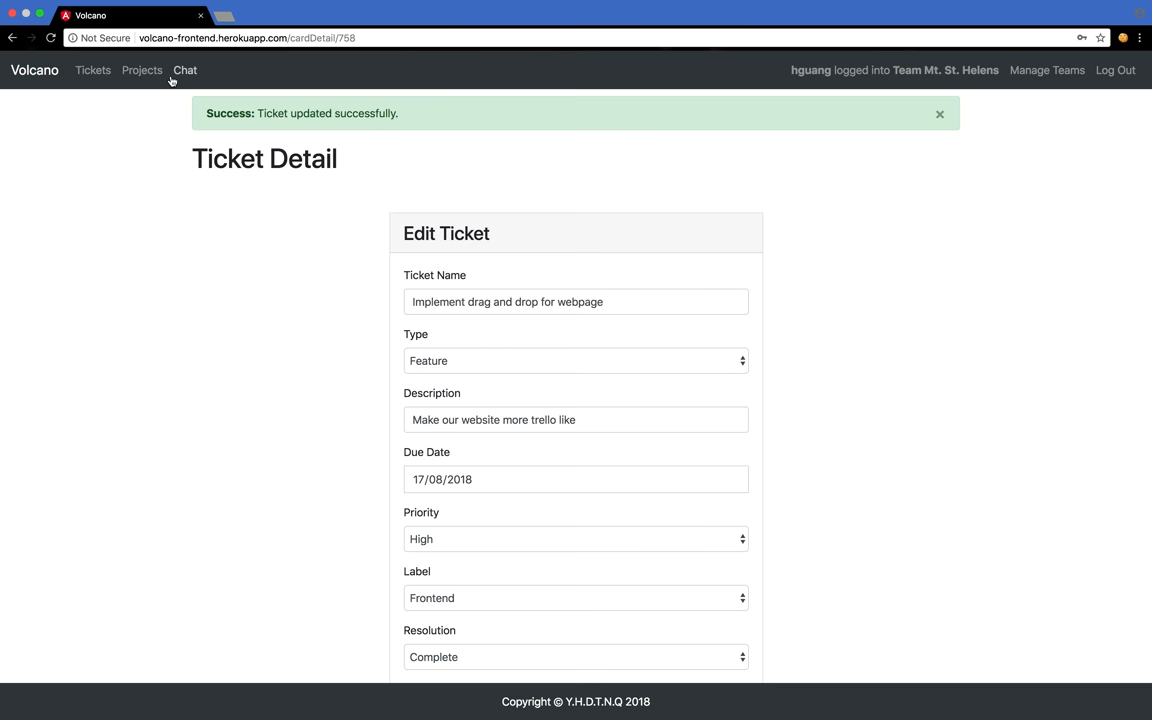 Volcano
Not Secure volcano-frontend.herokuapp.com/cardDetail/758
Volcano Tickets Projects Chat hguang logged into Team Mt. St. Helens Manage Teams Log Out
Success: Ticket updated successfully. ×
Ticket Detail
Edit Ticket
Ticket Name
Implement drag and drop for webpage
Type
Feature
Description
Make our website more trello like
Due Date
17/08/2018
Priority
High
Label
Frontend
Resolution
Complete
Copyright © Y.H.D.T.N.Q 2018